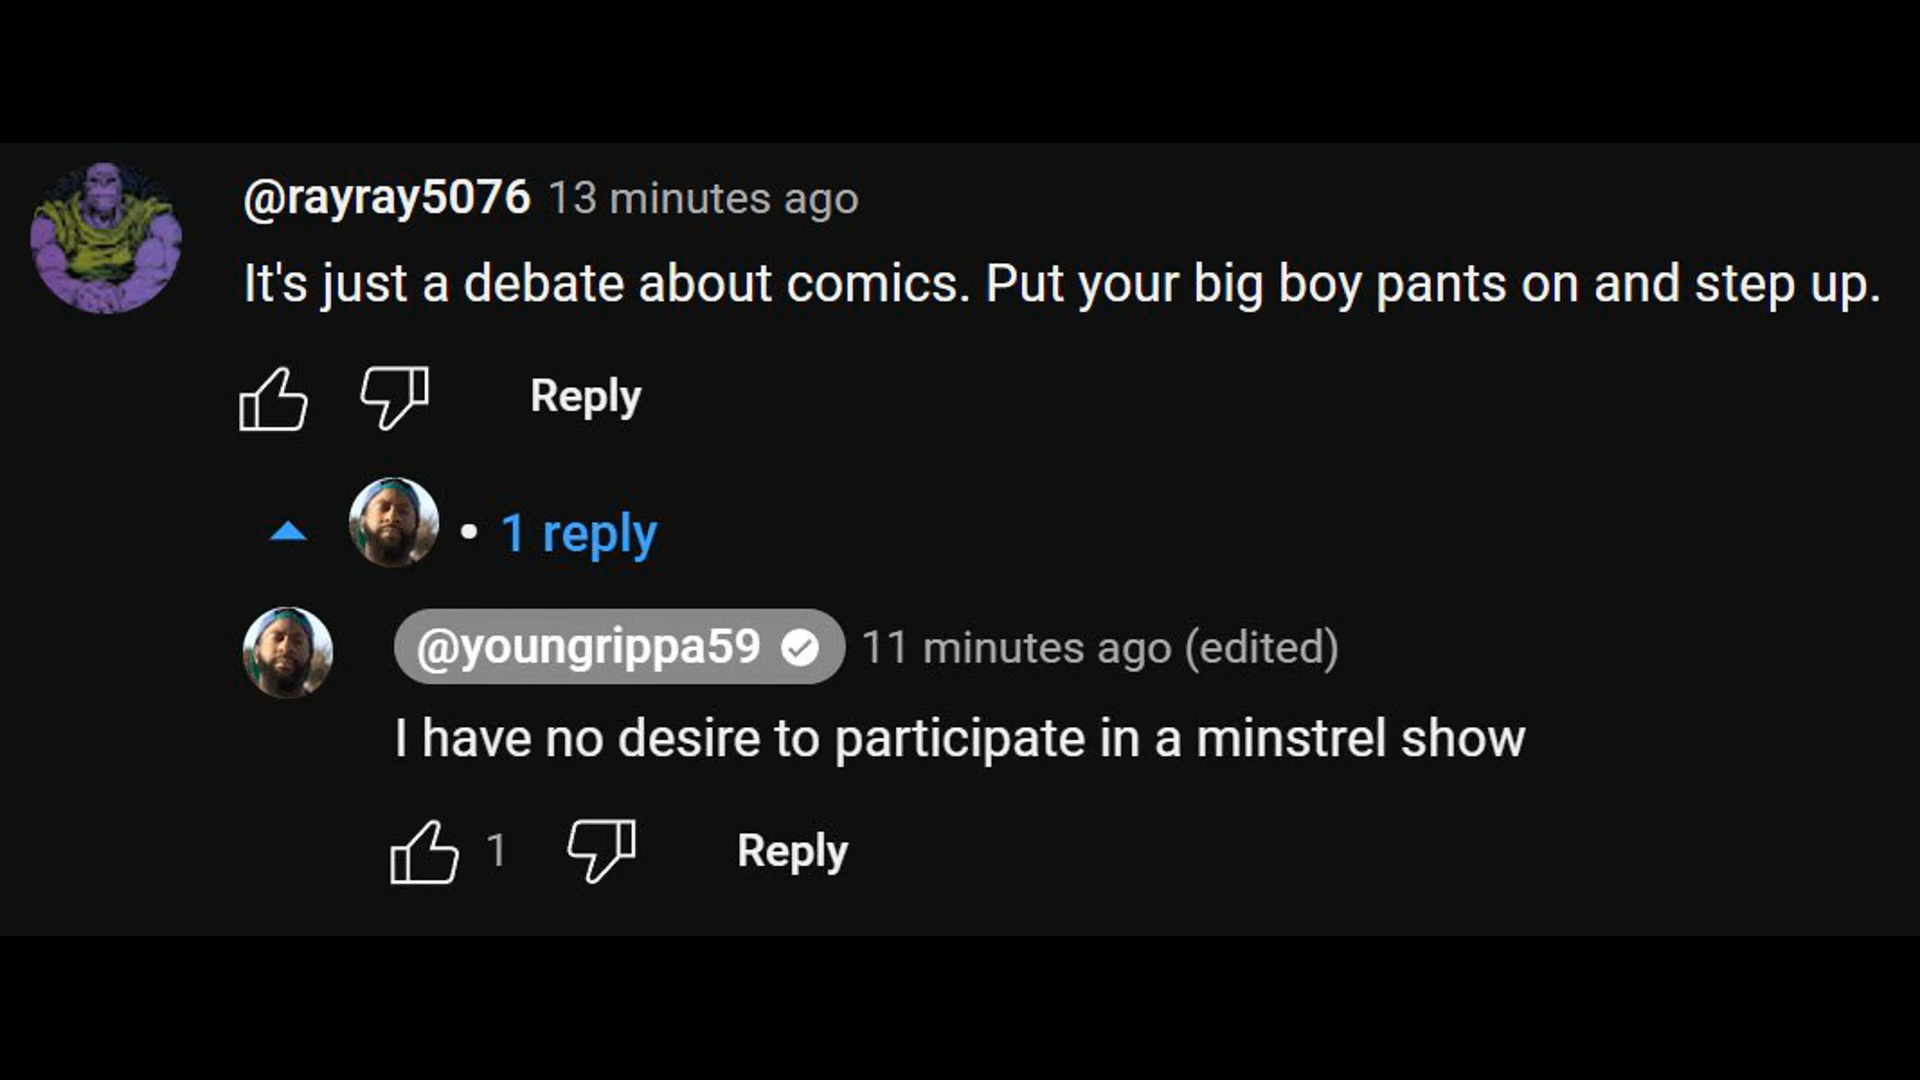 @rayray5076 13 minutes ago
It's just a debate about comics. Put your big boy pants on and step up.
Reply
• 1 reply
@youngrippa59 11 minutes ago (edited)
I have no desire to participate in a minstrel show
1 Reply